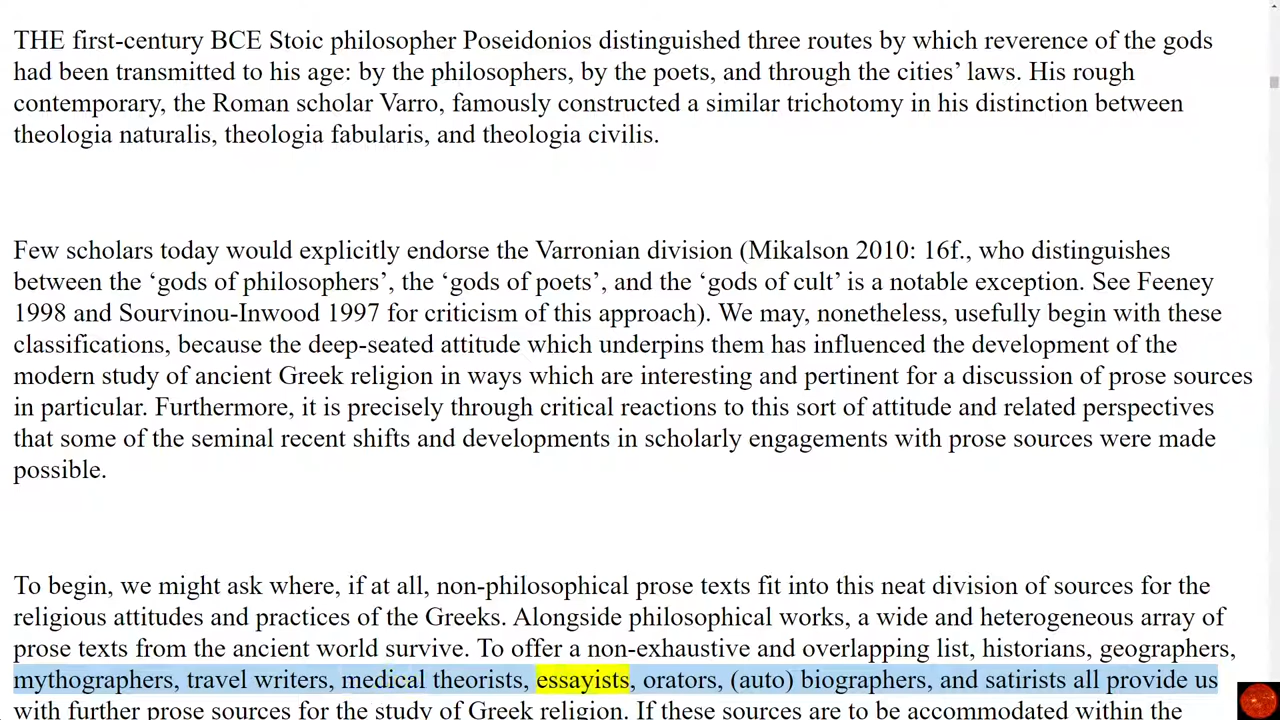 THE first-century BCE Stoic philosopher Poseidonios distinguished three routes by which reverence of the gods
had been transmitted to his age: by the philosophers, by the poets, and through the cities’ laws. His rough
contemporary, the Roman scholar Varro, famously constructed a similar trichotomy in his distinction between
theologia naturalis, theologia fabularis, and theologia civilis.
Few scholars today would explicitly endorse the Varronian division (Mikalson 2010: 16f., who distinguishes
between the ‘gods of philosophers’, the ‘gods of poets’, and the ‘gods of cult’ is a notable exception. See Feeney
1998 and Sourvinou-Inwood 1997 for criticism of this approach). We may, nonetheless, usefully begin with these
classifications, because the deep-seated attitude which underpins them has influenced the development of the
modern study of ancient Greek religion in ways which are interesting and pertinent for a discussion of prose sources
in particular. Furthermore, it is precisely through critical reactions to this sort of attitude and related perspectives
that some of the seminal recent shifts and developments in scholarly engagements with prose sources were made
possible.
To begin, we might ask where, if at all, non-philosophical prose texts fit into this neat division of sources for the
religious attitudes and practices of the Greeks. Alongside philosophical works, a wide and heterogeneous array of
prose texts from the ancient world survive. To offer a non-exhaustive and overlapping list, historians, geographers,
mythographers, travel writers, medical theorists, essayists, orators, (auto) biographers, and satirists all provide us
with further prose sources for the study of Greek religion. If these sources are to be accommodated within the